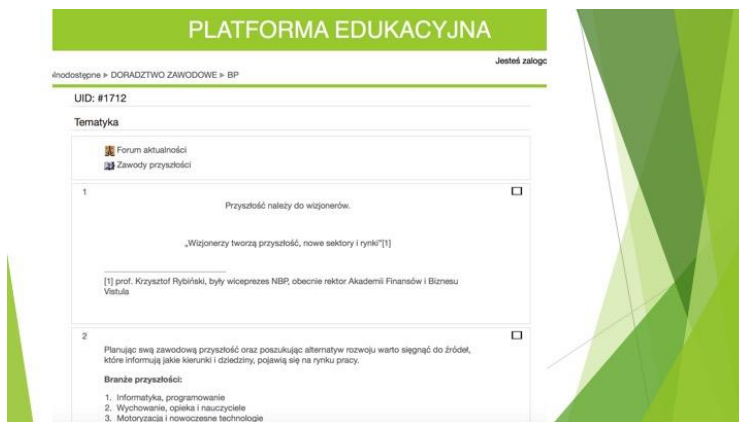 PLATFORMA EDUKACYJNA
Jesteś zalogo
lnodostępne ► DORADZTWO ZAWODOWE ► BP
UID: #1712
Tematyka
Forum aktualności
Zawody przyszłości
1
Przyszłość należy do wizjonerów.
„Wizjonerzy tworzą przyszłość, nowe sektory i rynki”[1]
[1] prof. Krzysztof Rybiński, były wiceprezes NBP, obecnie rektor Akademii Finansów i Biznesu
Vistula
2
Planując swą zawodową przyszłość oraz poszukując alternatyw rozwoju warto sięgnąć do źródeł,
które informują jakie kierunki i dziedziny, pojawią się na rynku pracy.
Branże przyszłości:
1. Informatyka, programowanie
2. Wychowanie, opieka i nauczyciele
3. Motoryzacja i nowoczesne technologie